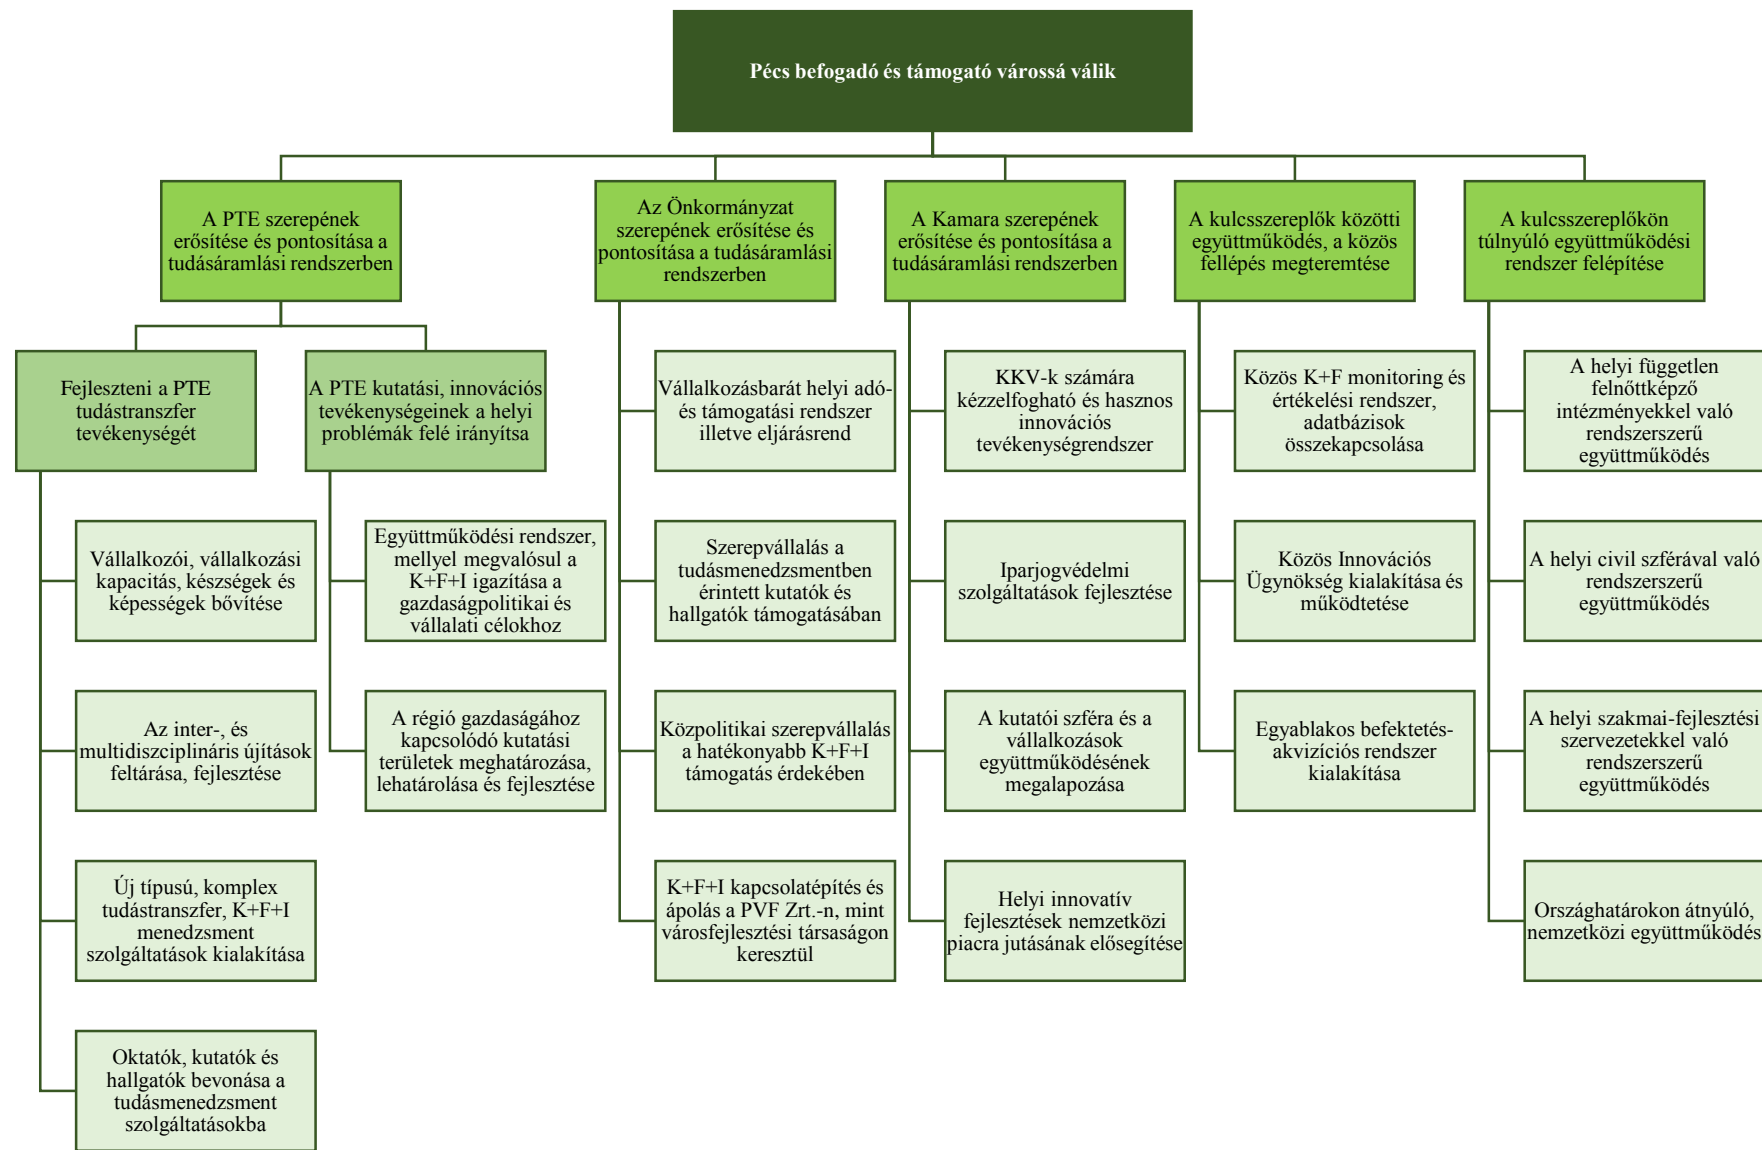 Pécs befogadó és támogató várossá válik
A PTE szerepének
erősítése és pontosítása a
tudásáramlási rendszerben
Az Önkormányzat
szerepének erősítése és
pontosítása a tudásáramlási
rendszerben
A Kamara szerepének
erősítése és pontosítása a
tudásáramlási rendszerben
A kulcsszereplők közötti
együttműködés, a közös
fellépés megteremtése
A kulcsszereplőkön
túlnyúló együttműködési
rendszer felépítése
Fejleszteni a PTE
tudástranszfer
tevékenységét
A PTE kutatási, innovációs
tevékenységeinek a helyi
problémák felé irányítsa
Vállalkozói, vállalkozási
kapacitás, készségek és
képességek bővítése
Az inter-, és
multidiszciplináris újítások
feltárása, fejlesztése
Új típusú, komplex
tudástranszfer, K+F+I
menedzsment
szolgáltatások kialakítása
Oktatók, kutatók és
hallgatók bevonása a
tudásmenedzsment
szolgáltatásokba
Együttműködési rendszer,
mellyel megvalósul a
K+F+I igazítása a
gazdaságpolitikai és
vállalati célokhoz
A régió gazdaságához
kapcsolódó kutatási
területek meghatározása,
lehatárolása és fejlesztése
Vállalkozásbarát helyi adó-
és támogatási rendszer
illetve eljárásrend
Szerepvállalás a
tudásmenedzsmentben
érintett kutatók és
hallgatók támogatásában
Közpolitikai szerepvállalás
a hatékonyabb K+F+I
támogatás érdekében
K+F+I kapcsolatépítés és
ápolás a PVF Zrt.-n, mint
városfejlesztési társaságon
keresztül
KKV-k számára
kézzelfogható és hasznos
innovációs
tevékenységrendszer
Iparjogvédelmi
szolgáltatások fejlesztése
A kutatói szféra és a
vállalkozások
együttműködésének
megalapozása
Helyi innovatív
fejlesztések nemzetközi
piacra jutásának elősegítése
Közös K+F monitoring és
értékelési rendszer,
adatbázisok
összekapcsolása
Közös Innovációs
Ügynökség kialakítása és
működtetése
Egyablakos befektetés-
akvizíciós rendszer
kialakítása
A helyi független
felnőttképző
intézményekkel való
rendszerszerű
együttműködés
A helyi civil szférával való
rendszerszerű
együttműködés
A helyi szakmai-fejlesztési
szervezetekkel való
rendszerszerű
együttműködés
Országhatárokon átnyúló,
nemzetközi együttműködés